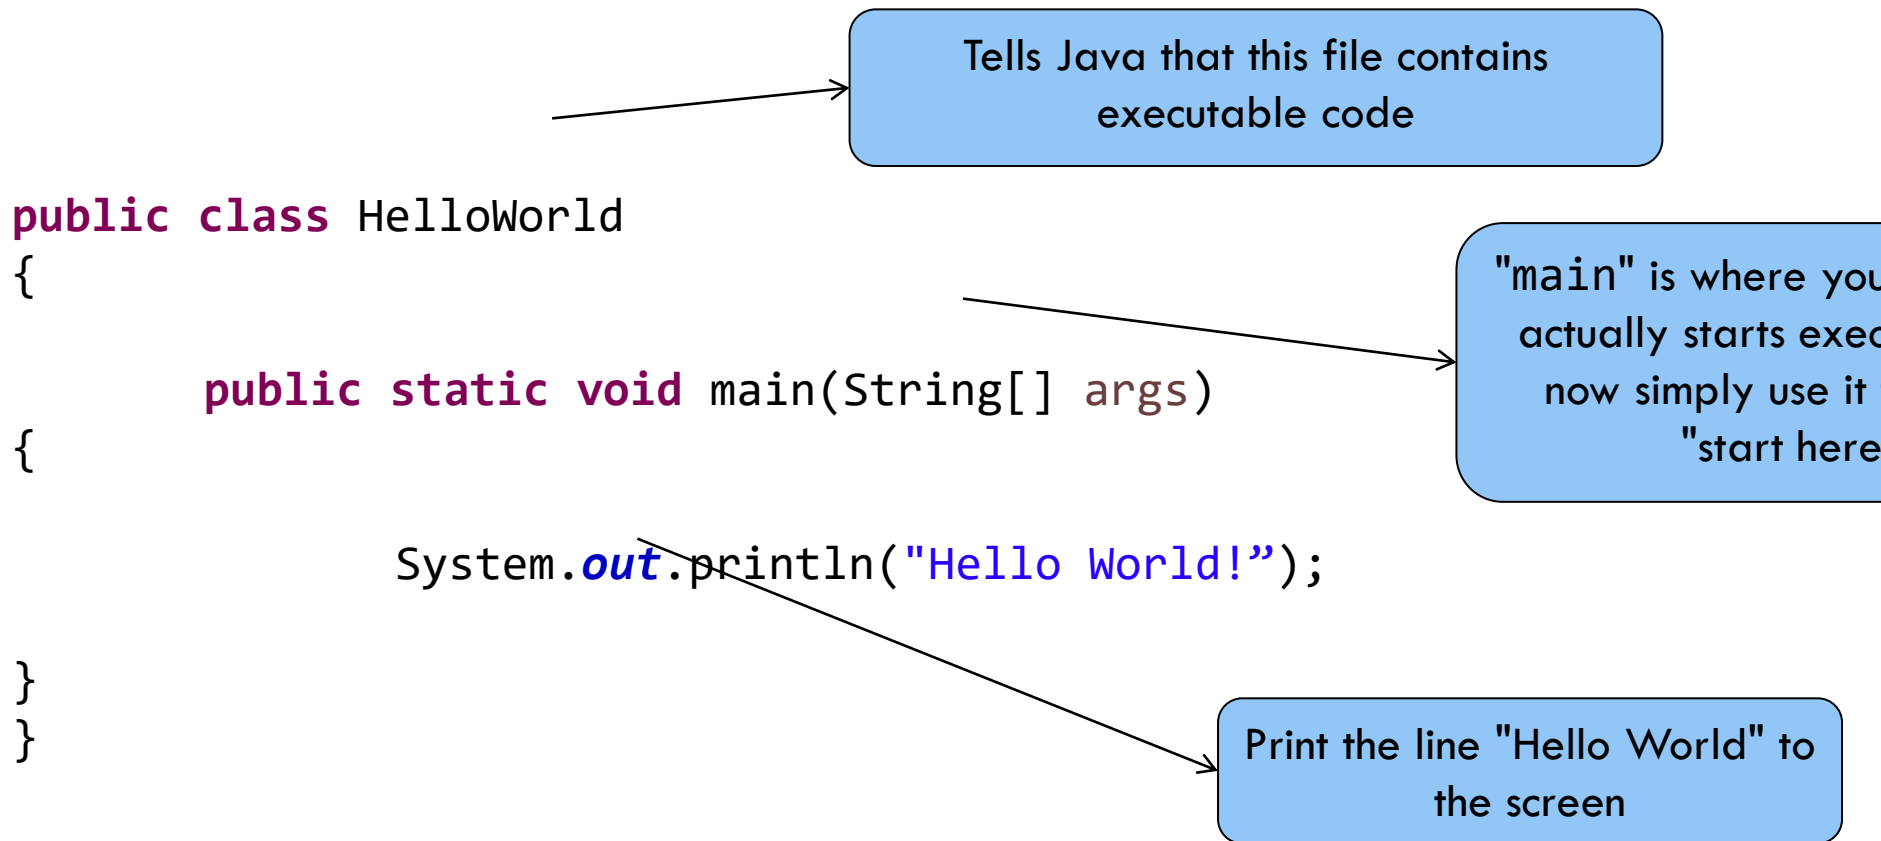 Tells Java that this file contains
executable code
public class HelloWorld
{
"main" is where you
actually starts exec
now simply use it
"start here
public static void main(String[] args)
{
System.out.println("Hello World!”);
}
}
Print the line "Hello World" to
the screen